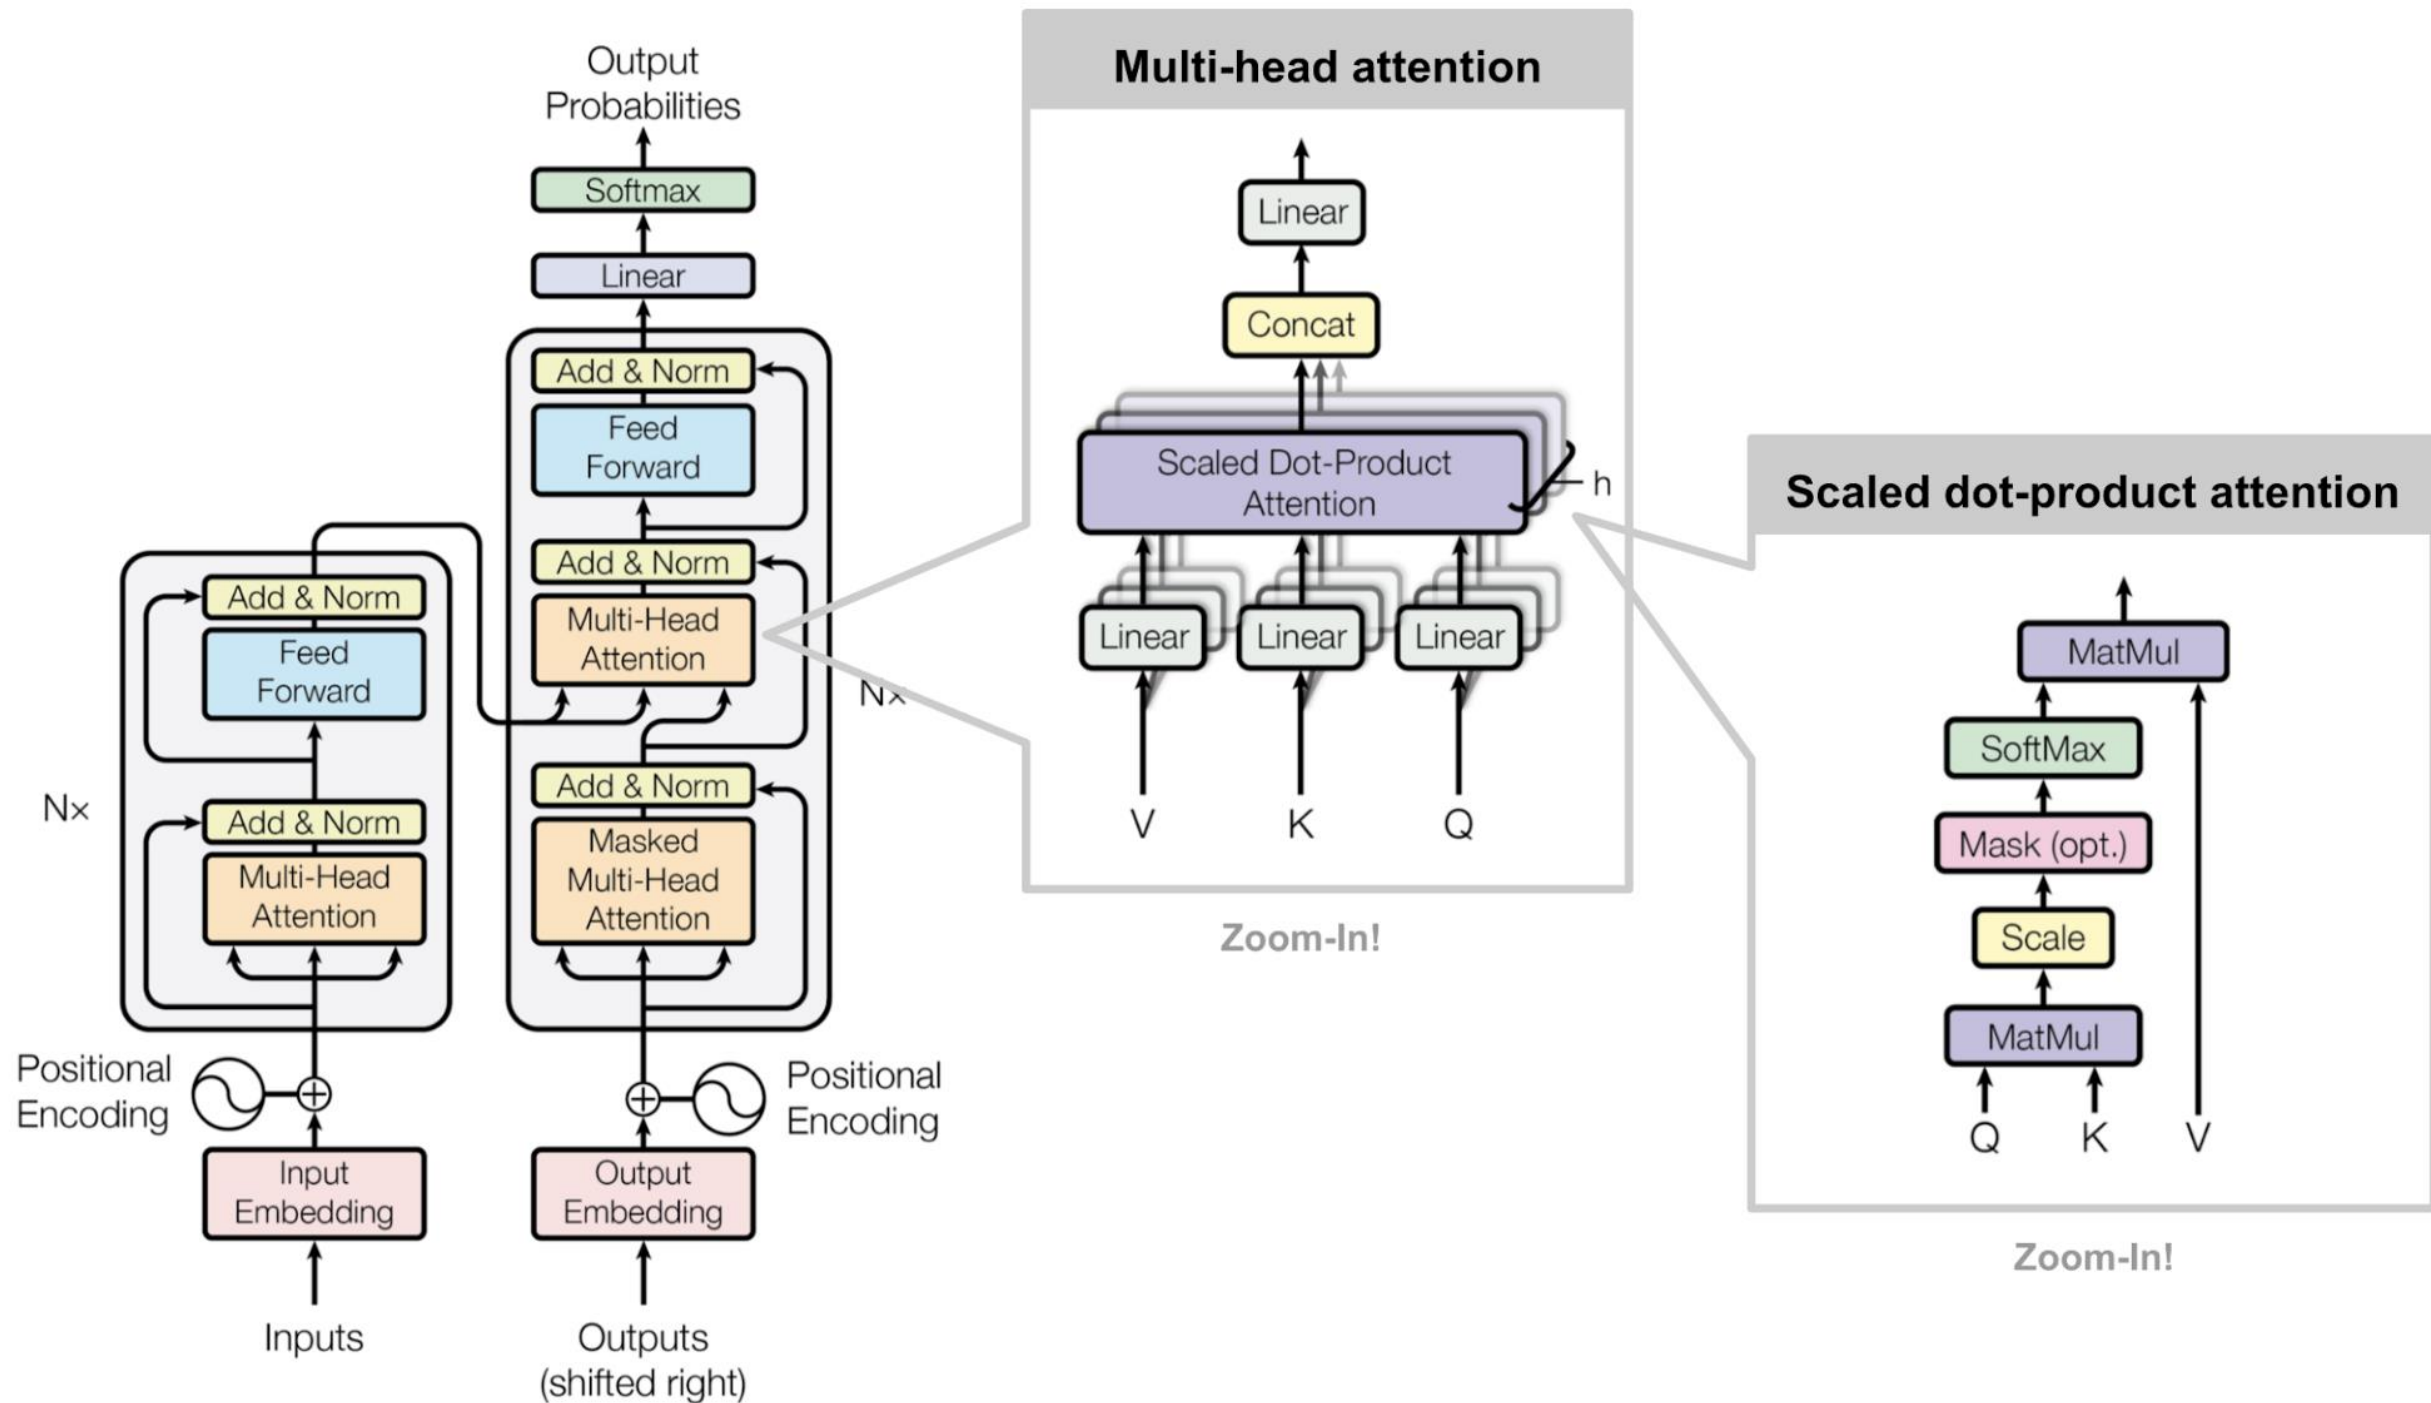 Output
Probabilities
Softmax
Linear
Add & Norm
Feed
Forward
Add & Norm
Multi-Head
Attention
Nx
Add & Norm
Masked
Multi-Head
Attention
Add & Norm
Feed
Forward
Nx
Add & Norm
Multi-Head
Attention
Positional
Encoding
Positional
Encoding
Input
Embedding
Output
Embedding
Inputs
Outputs
(shifted right)
Multi-head attention
Linear
Concat
Scaled Dot-Product
Attention
h
Linear
Linear
Linear
V
K
Q
Zoom-In!
Scaled dot-product attention
MatMul
SoftMax
Mask (opt.)
Scale
MatMul
Q
K
V
Zoom-In!